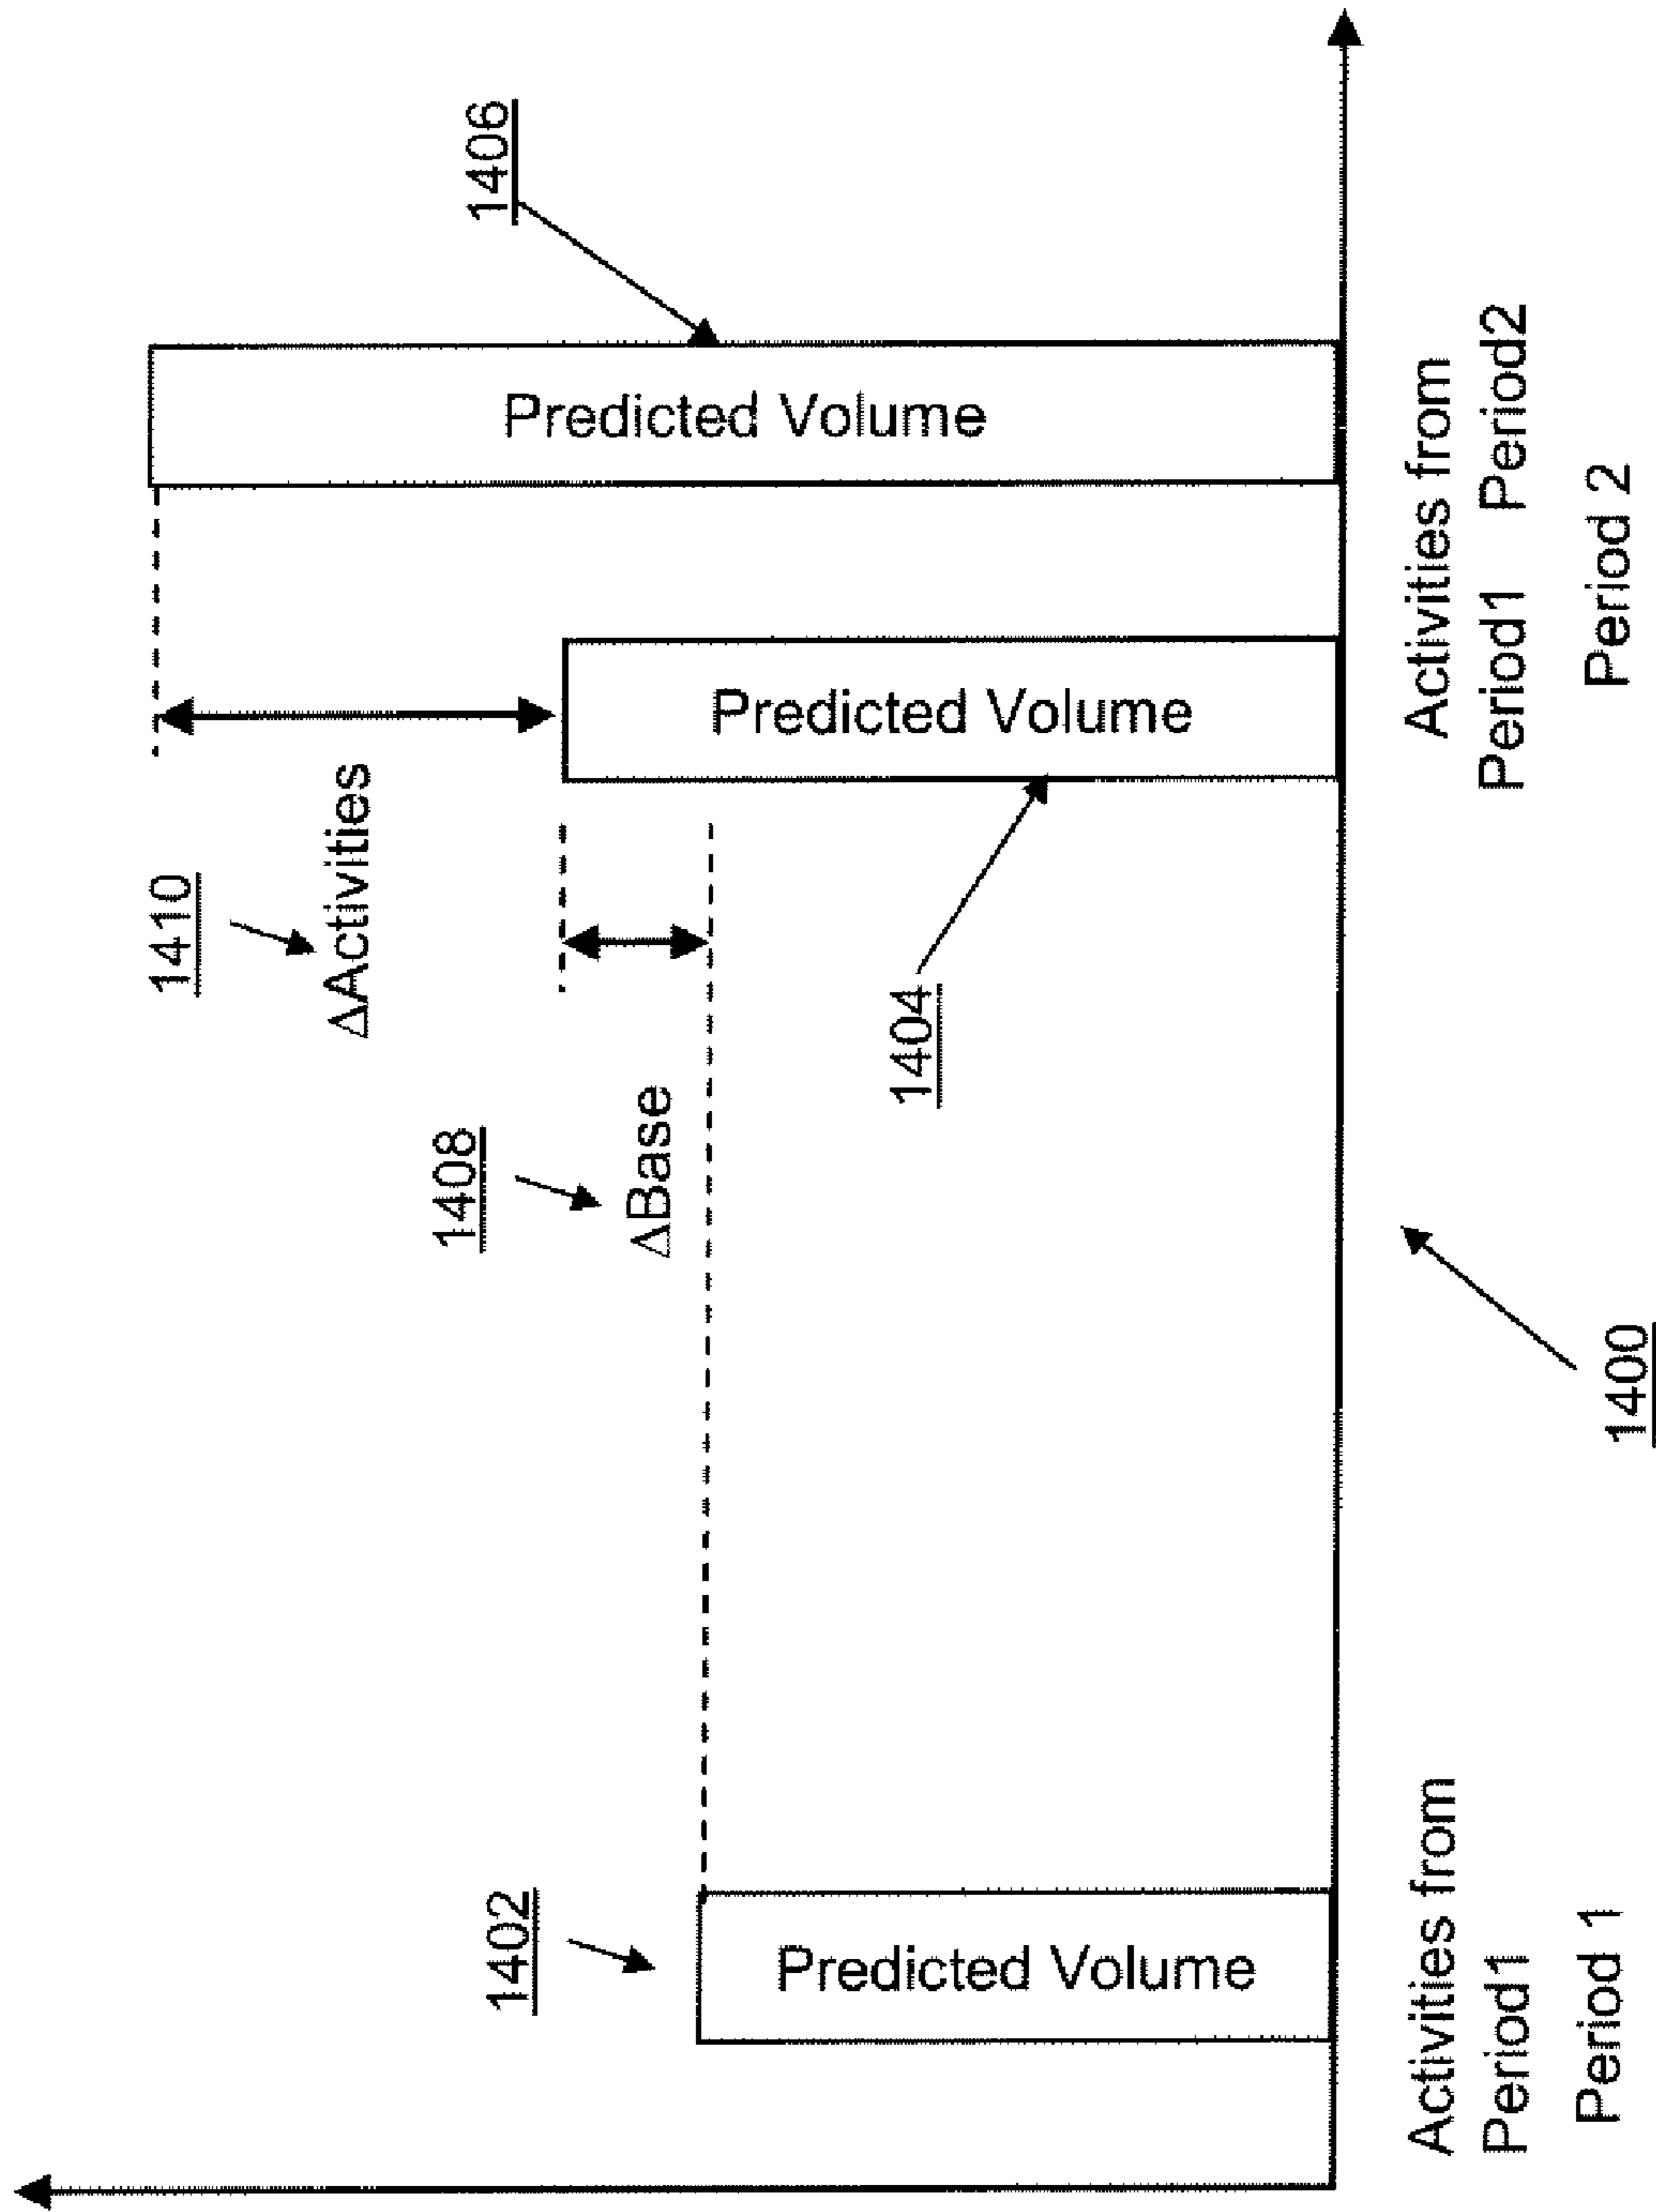 1410
ΔActivities
1408
1406
1402
ΔBase
1404
Predicted Volume
Predicted Volume
Predicted Volume
Activities from
Period1
Period 1
Activities from
Period1 Period2
Period 2
1400